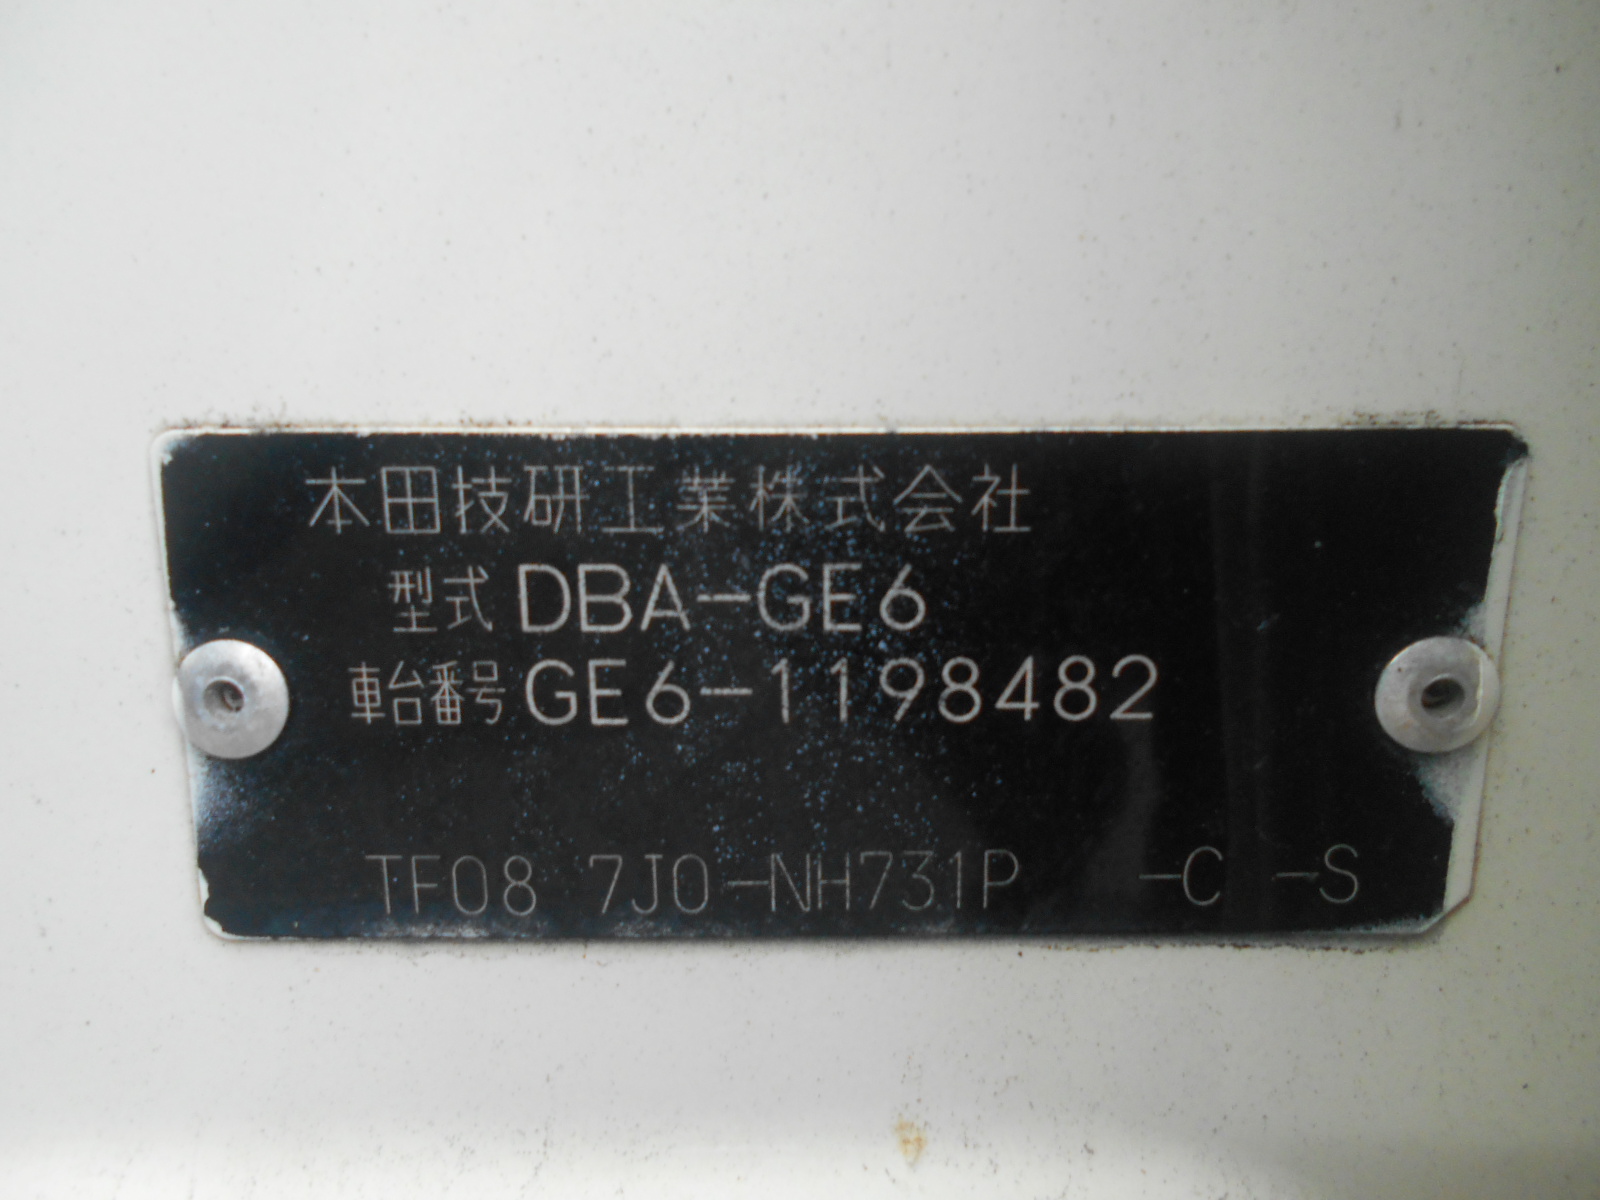 本田技研工業株式会社
型式 DBA-GE6
車台番号 GE6-1198482
TF08 7J0-NH731P -C -S